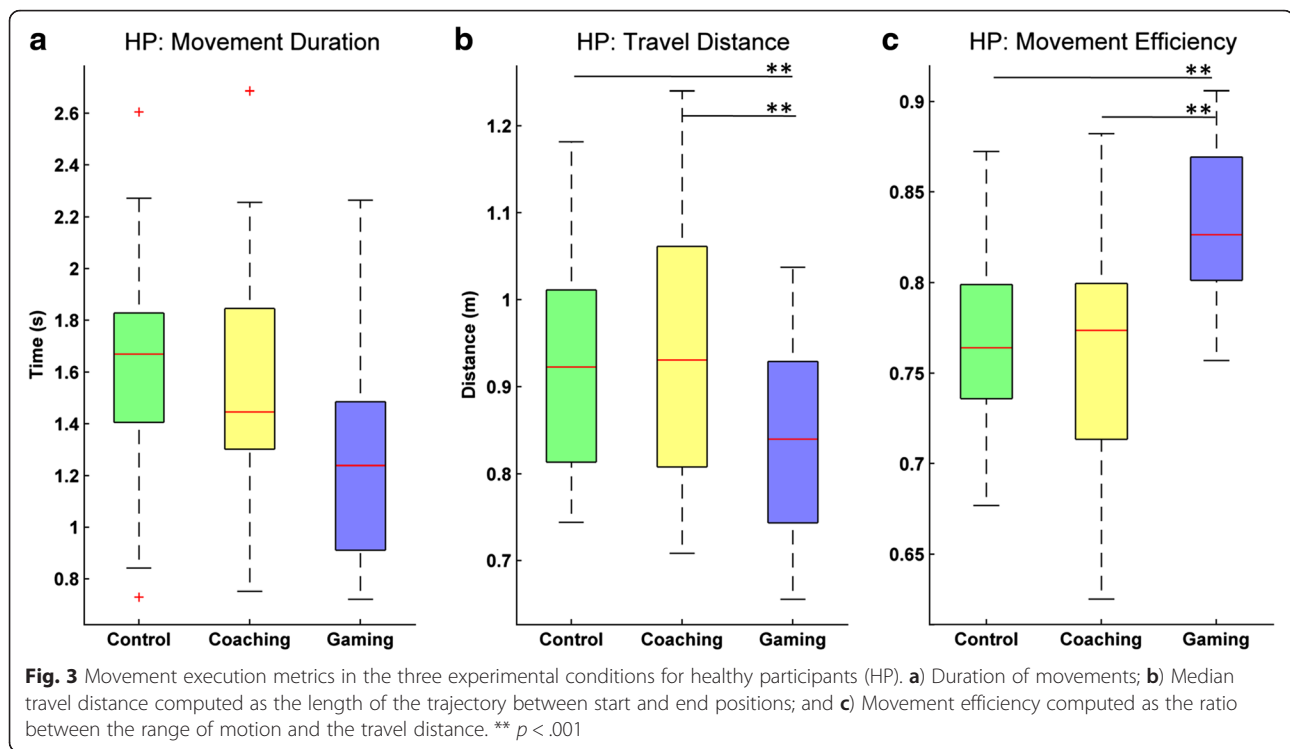 a HP: Movement Duration
2.6
2.4
2.2
2
1.8
1.6
1.4
1.2
1
0.8
Time (s)
Control Coaching Gaming
b HP: Travel Distance
**
**
1.2
1.1
1
0.9
0.8
0.7
Distance (m)
Control Coaching Gaming
c HP: Movement Efficiency
**
**
0.9
0.85
0.8
0.75
0.7
0.65
Control Coaching Gaming
Fig. 3 Movement execution metrics in the three experimental conditions for healthy participants (HP). a) Duration of movements; b) Median
travel distance computed as the length of the trajectory between start and end positions; and c) Movement efficiency computed as the ratio
between the range of motion and the travel distance. ** p < .001